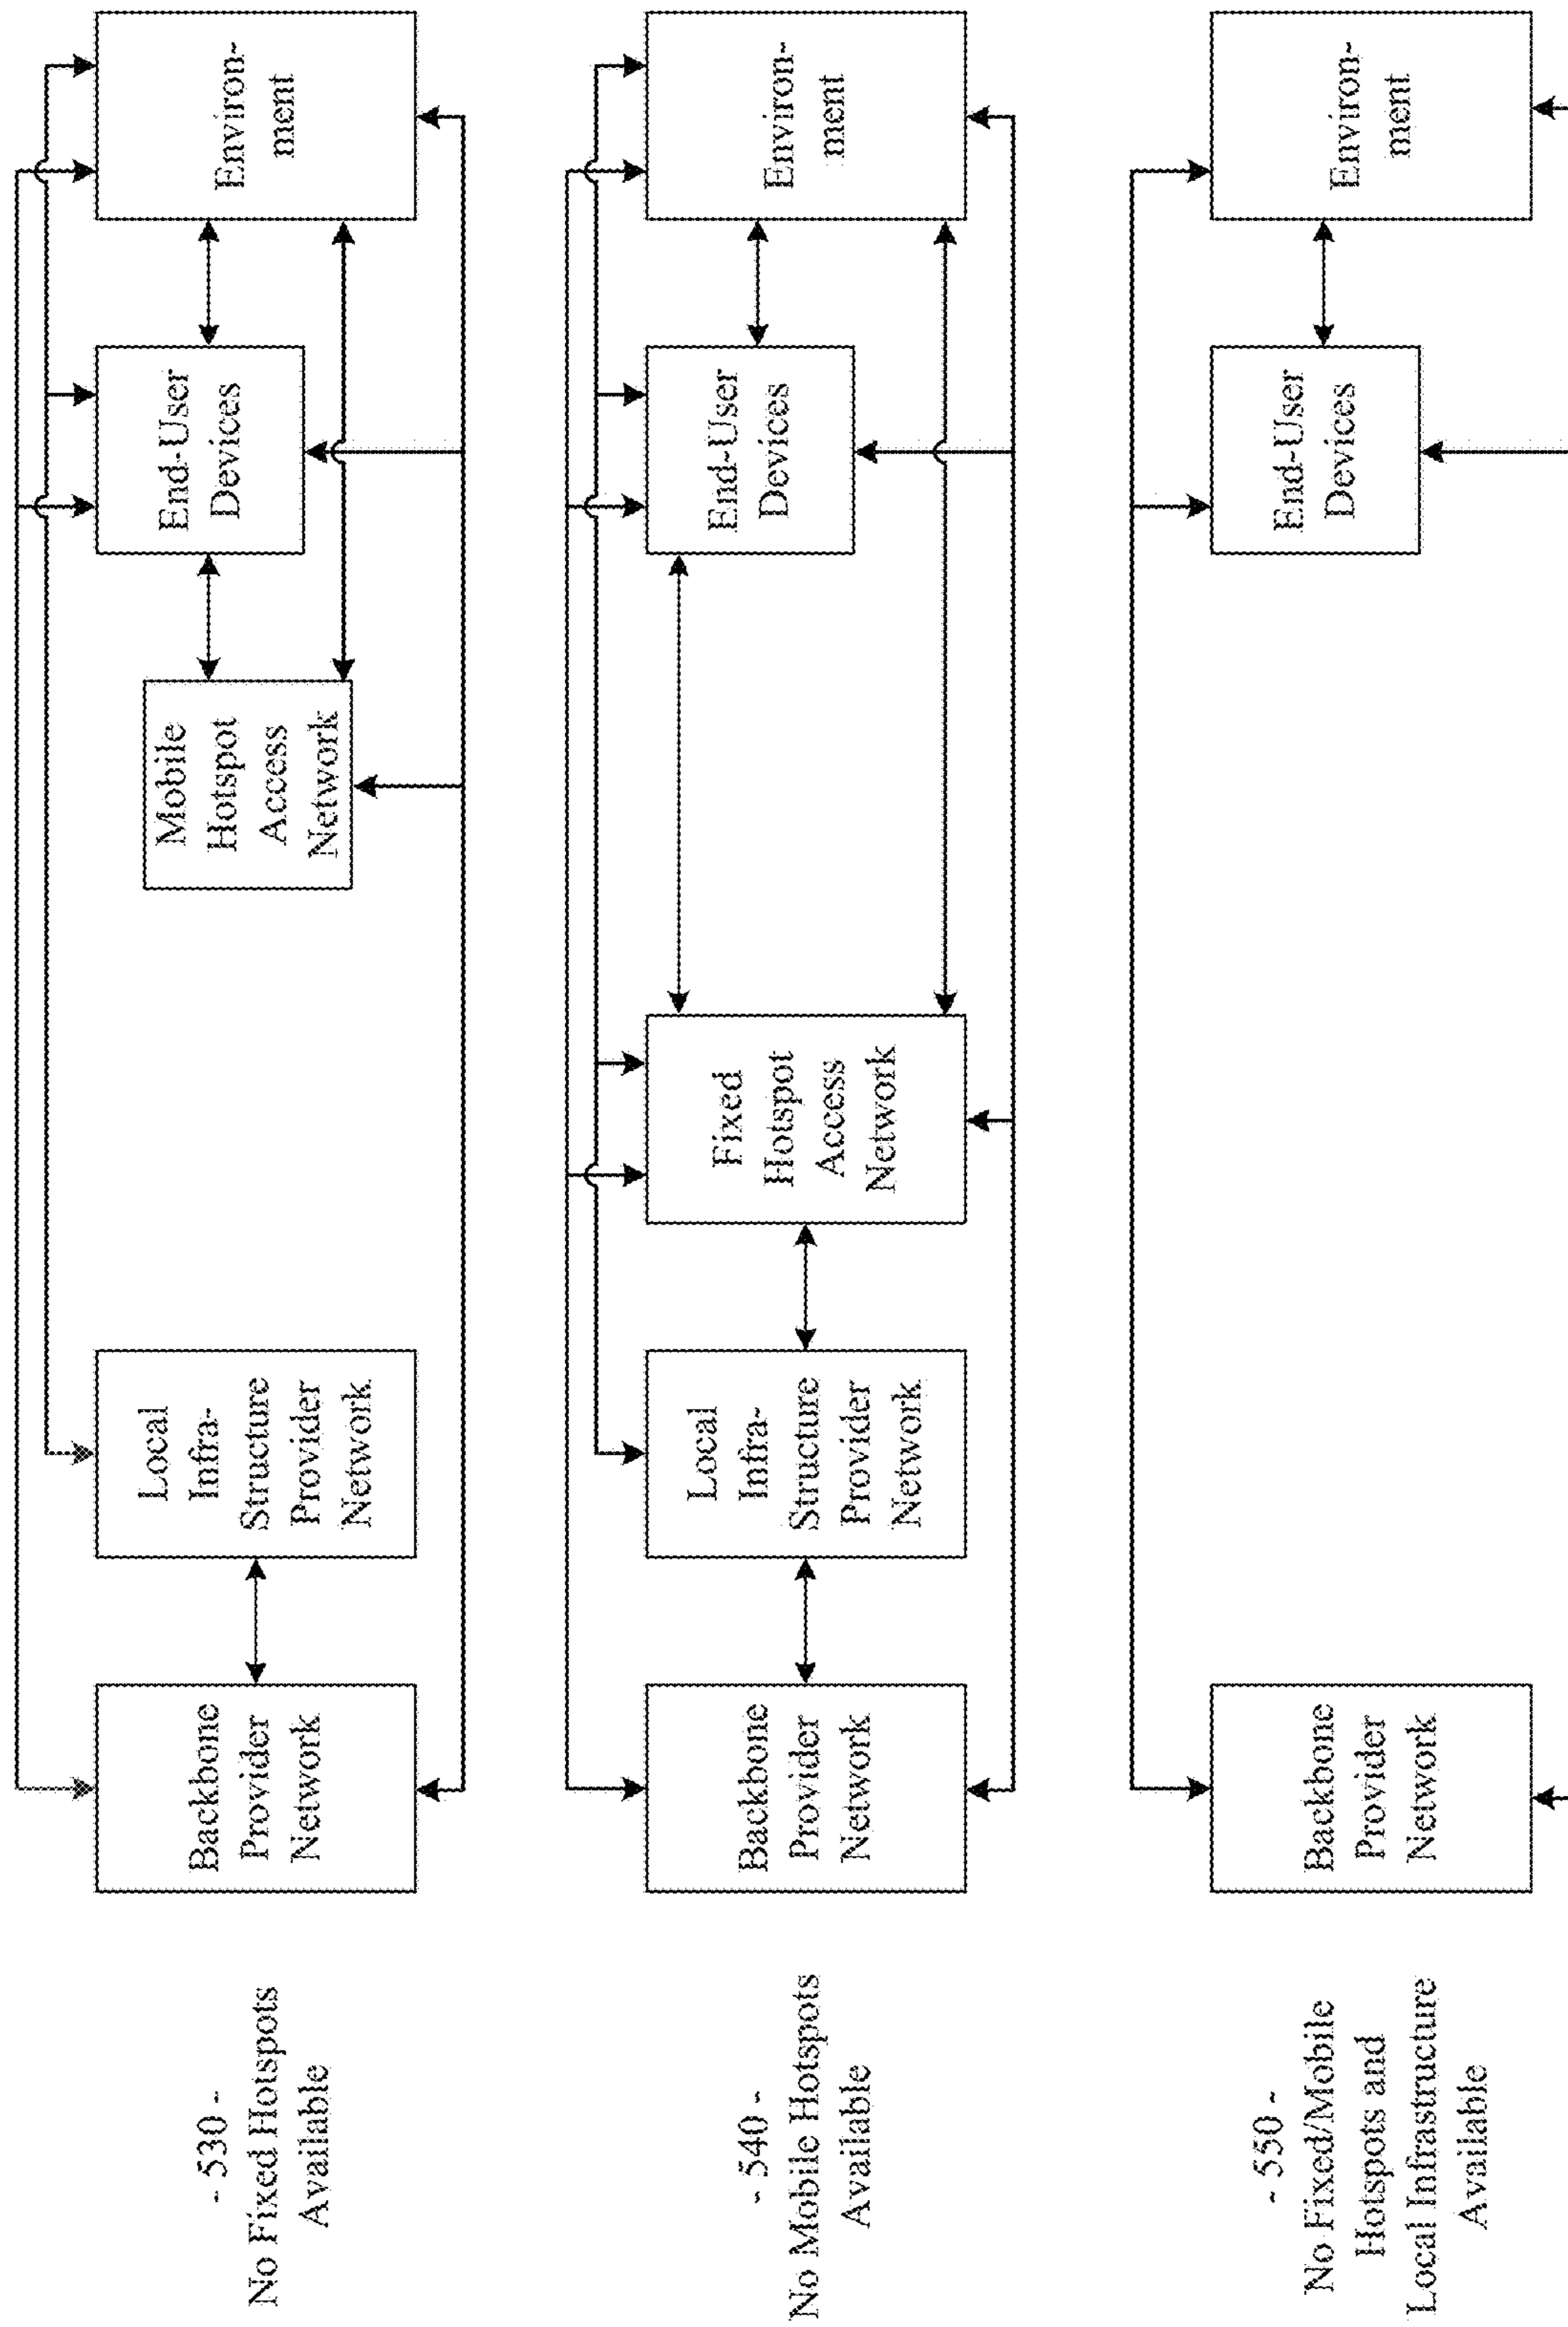 - 530 -
No Fixed Hotspots
Available
Backbone
Provider
Network
Local
Infra-
Structure
Provider
Network
Mobile
Hotspot
Access
Network
End-User
Devices
Environ-
ment
- 540 -
No Mobile Hotspots
Available
Backbone
Provider
Network
Local
Infra-
Structure
Provider
Network
Fixed
Hotspot
Access
Network
End-User
Devices
Environ-
ment
- 550 -
No Fixed/Mobile
Hotspots and
Local Infrastructure
Available
Backbone
Provider
Network
End-User
Devices
Environ-
ment